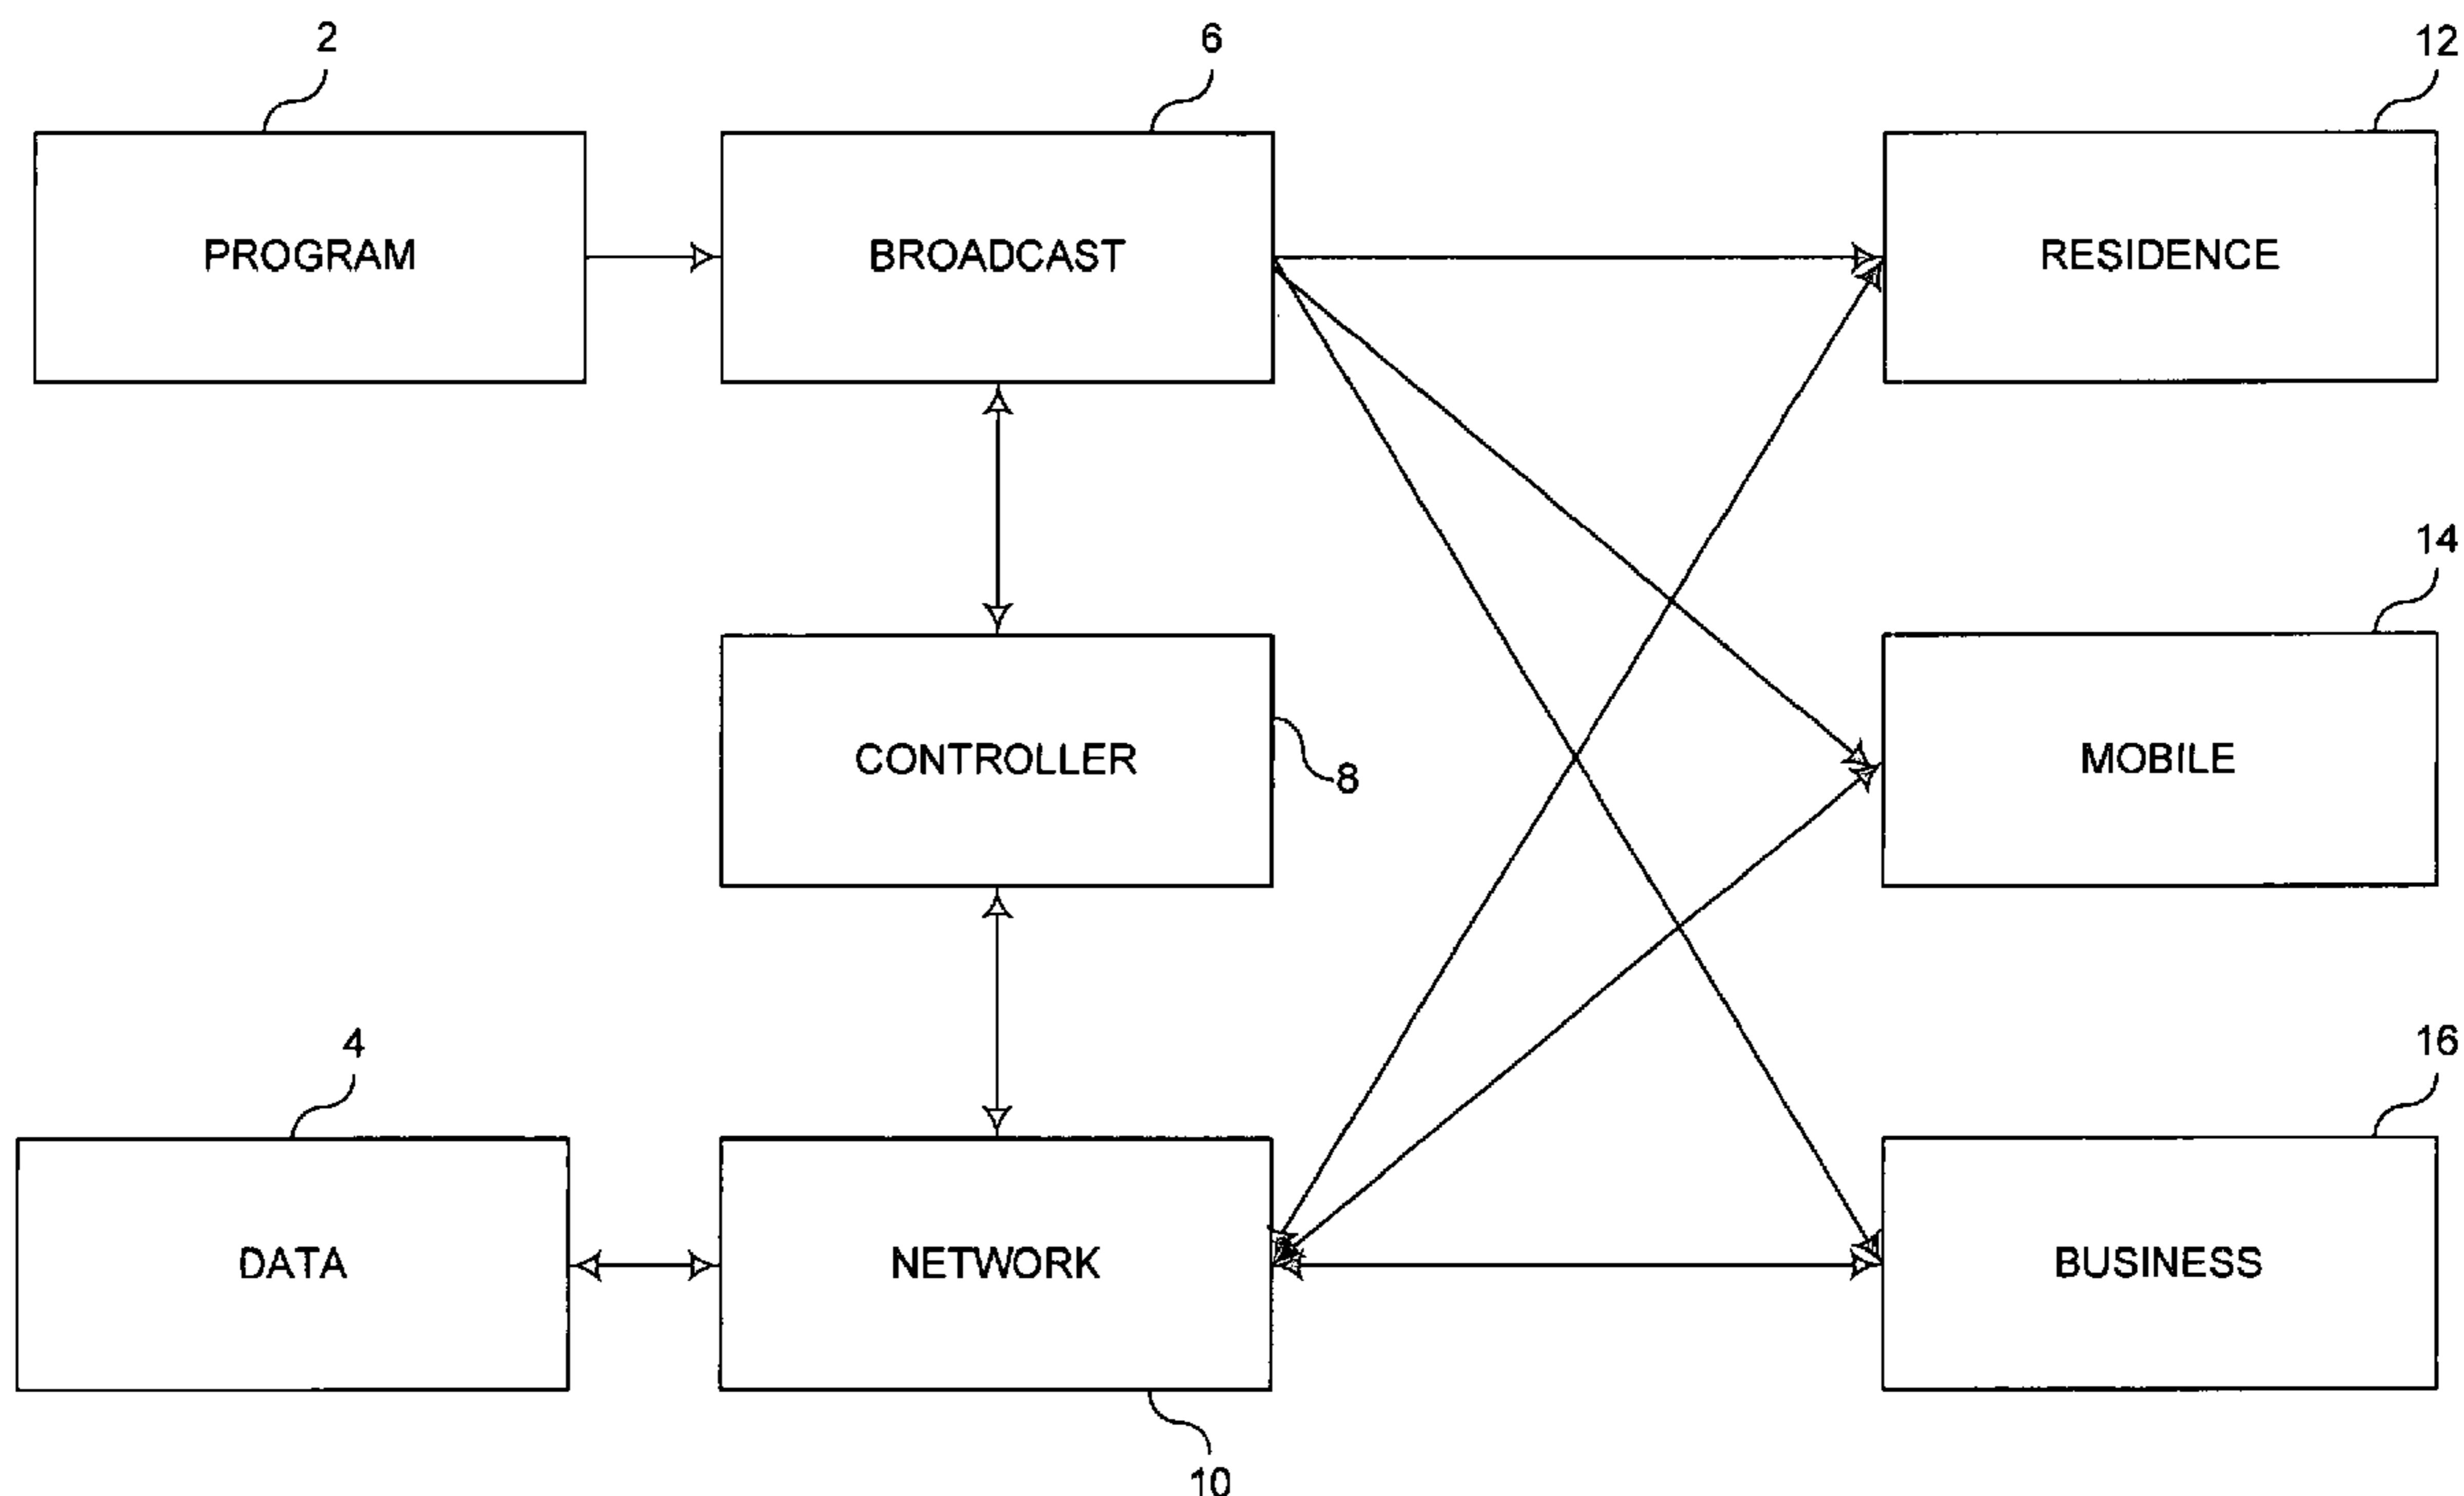 2
6
12
PROGRAM
BROADCAST
RESIDENCE
14
CONTROLLER
8
MOBILE
4
16
DATA
NETWORK
BUSINESS
10